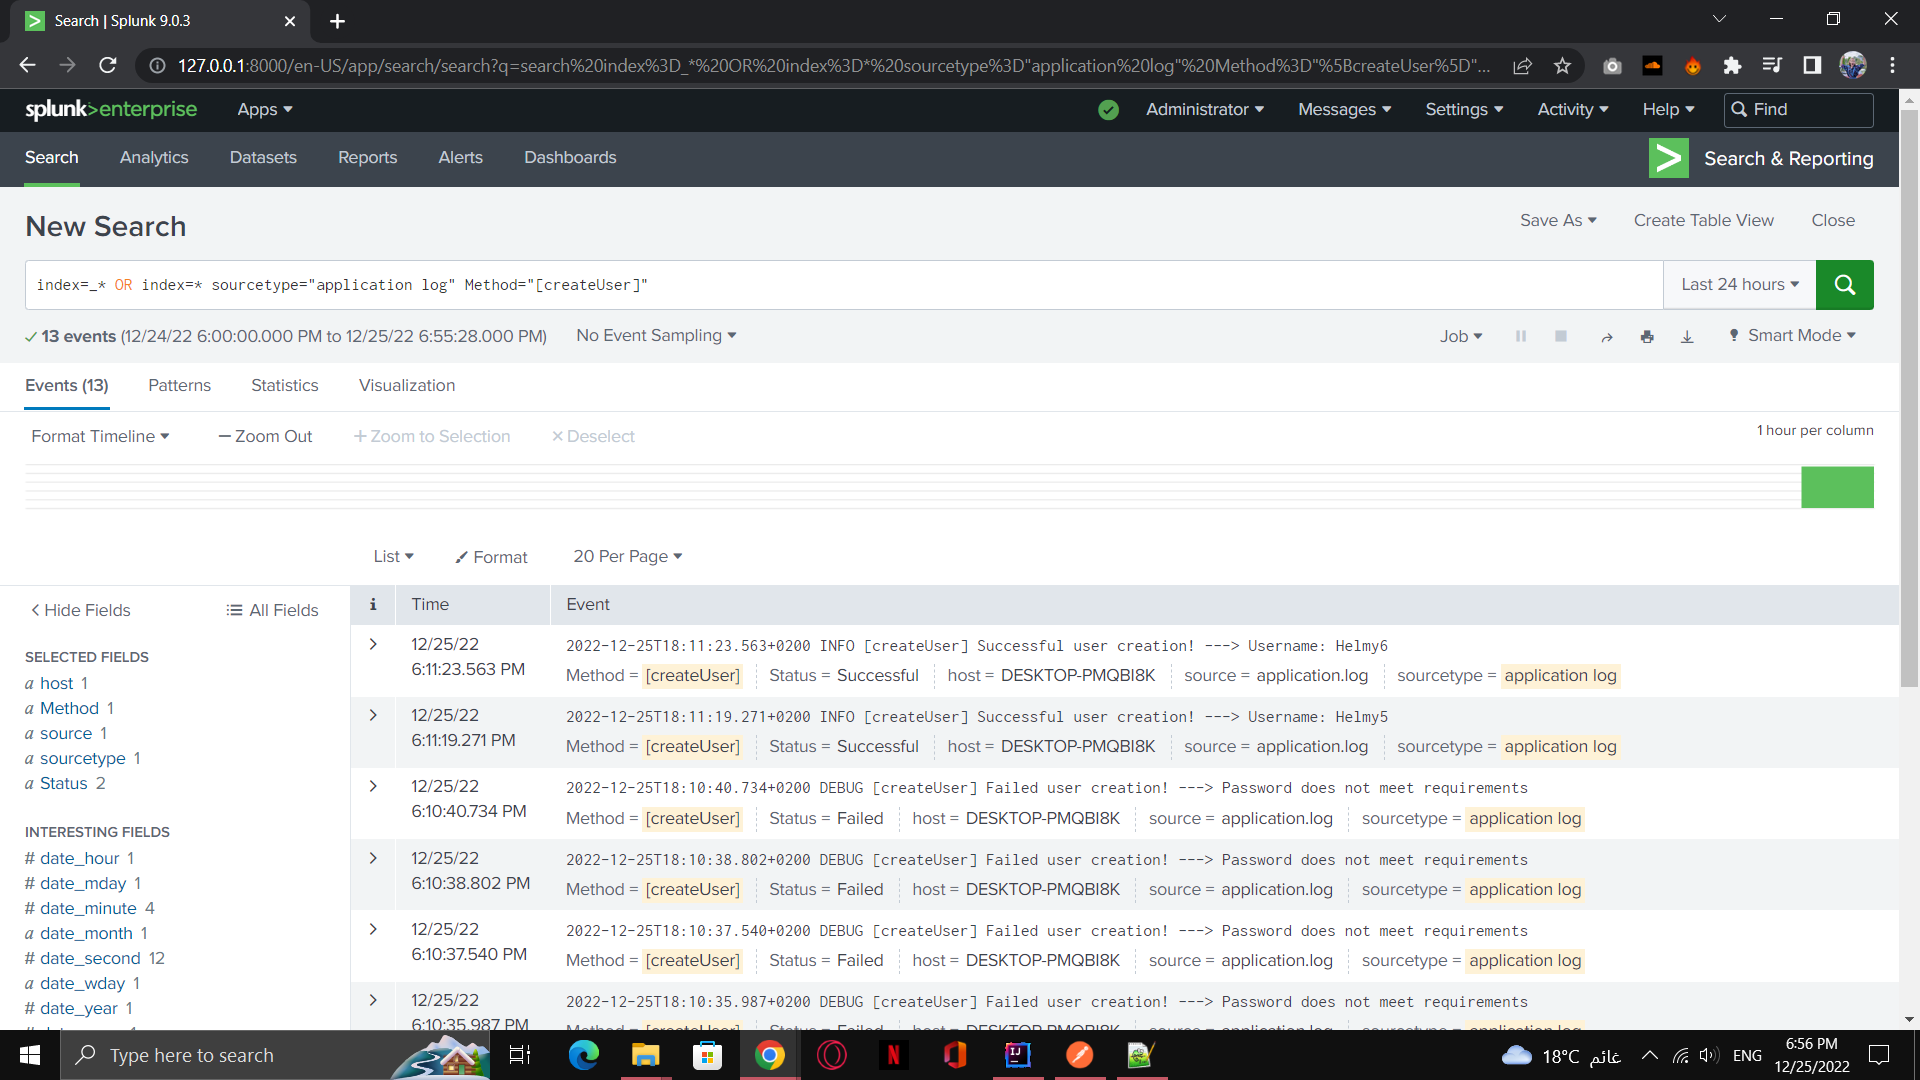 Search | Splunk 9.0.3
127.0.0.1:8000/en-US/app/search/search?q=search%20index%3D_*%20OR%20index%3D*%20sourcetype%3D"application%20log"%20Method%3D"%5BcreateUser%5D"...
splunk>enterprise Apps Administrator Messages Settings Activity Help Find
Search Analytics Datasets Reports Alerts Dashboards Search & Reporting
New Search Save As Create Table View Close
index=_* OR index=* sourcetype="application log" Method="[createUser]" Last 24 hours
13 events (12/24/22 6:00:00.000 PM to 12/25/22 6:55:28.000 PM) No Event Sampling Job Smart Mode
Events (13) Patterns Statistics Visualization
Format Timeline Zoom Out Zoom to Selection Deselect 1 hour per column
List Format 20 Per Page
Hide Fields All Fields
SELECTED FIELDS
a host 1
a Method 1
a source 1
a sourcetype 1
a Status 2
INTERESTING FIELDS
# date_hour 1
# date_mday 1
# date_minute 4
a date_month 1
# date_second 12
a date_wday 1
# date_year 1
i Time Event
12/25/22
6:11:23.563 PM
2022-12-25T18:11:23.563+0200 INFO [createUser] Successful user creation! ---> Username: Helmy6
Method = [createUser] Status = Successful host = DESKTOP-PMQBI8K source = application.log sourcetype = application log
12/25/22
6:11:19.271 PM
2022-12-25T18:11:19.271+0200 INFO [createUser] Successful user creation! ---> Username: Helmy5
Method = [createUser] Status = Successful host = DESKTOP-PMQBI8K source = application.log sourcetype = application log
12/25/22
6:10:40.734 PM
2022-12-25T18:10:40.734+0200 DEBUG [createUser] Failed user creation! ---> Password does not meet requirements
Method = [createUser] Status = Failed host = DESKTOP-PMQBI8K source = application.log sourcetype = application log
12/25/22
6:10:38.802 PM
2022-12-25T18:10:38.802+0200 DEBUG [createUser] Failed user creation! ---> Password does not meet requirements
Method = [createUser] Status = Failed host = DESKTOP-PMQBI8K source = application.log sourcetype = application log
12/25/22
6:10:37.540 PM
2022-12-25T18:10:37.540+0200 DEBUG [createUser] Failed user creation! ---> Password does not meet requirements
Method = [createUser] Status = Failed host = DESKTOP-PMQBI8K source = application.log sourcetype = application log
12/25/22
6:10:35.987 PM
2022-12-25T18:10:35.987+0200 DEBUG [createUser] Failed user creation! ---> Password does not meet requirements
Method = [createUser] Status = Failed host = DESKTOP-PMQBI8K source = application.log sourcetype = application log
Type here to search 18°C غائم ENG 6:56 PM
12/25/2022